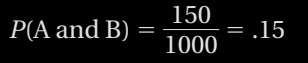 P(A and B) = 150/1000 = .15